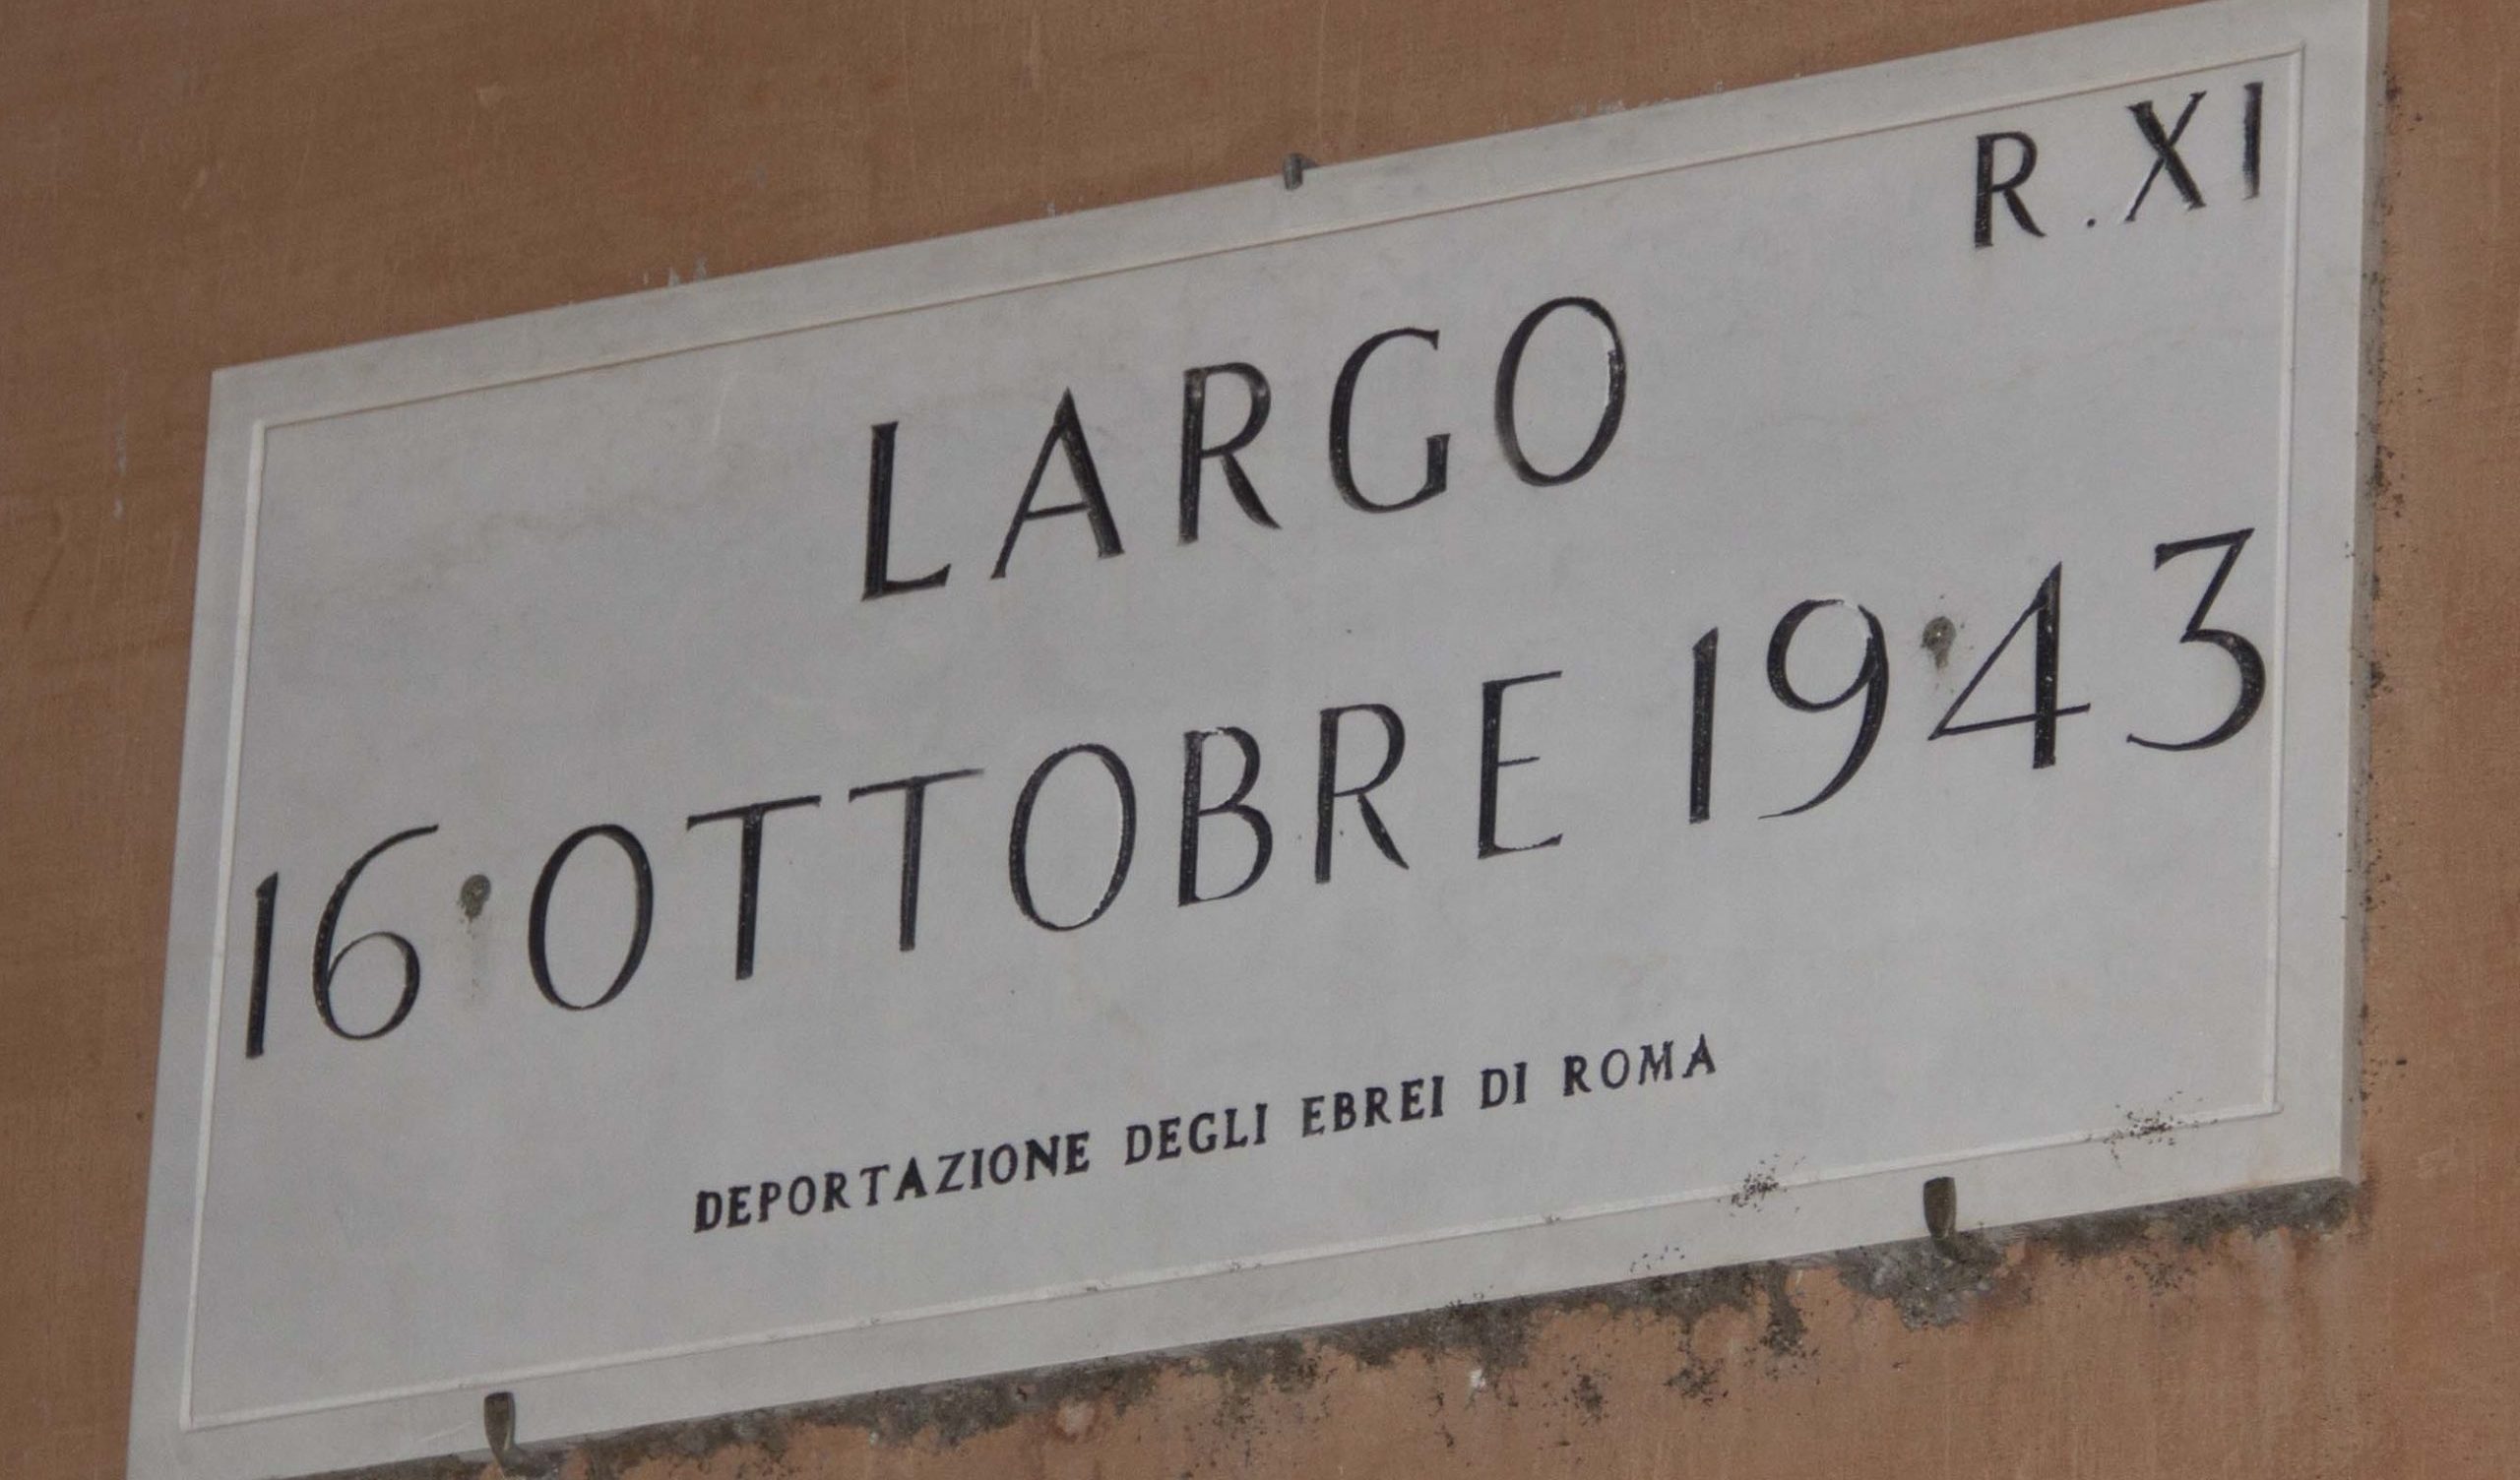 R. XI
LARGO
16 OTTOBRE 1943
DEPORTAZIONE DEGLI EBREI DI ROMA